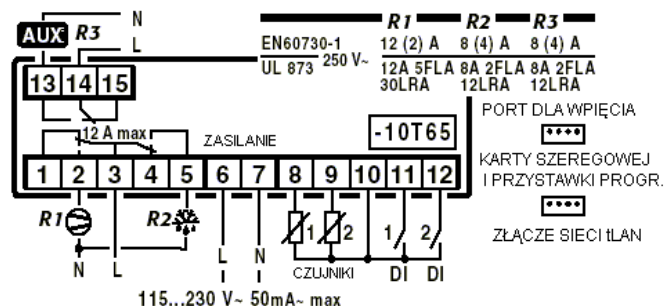 R1 R2 R3
N
AUX R3 L
EN60730-1 250 V~ 12 (2) A 8 (4) A 8 (4) A
UL 873 12A 5FLA 8A 2FLA 8A 2FLA
30LRA 12LRA 12LRA
13 14 15
PORT DLA WPIĘCIA
12 A max ZASILANIE -10T65
KARTY SZEREGOWEJ
I PRZYSTAWKI PROGR.
1 2 3 4 5 6 7 8 9 10 11 12
R1 R2 1 2 1 2
ZŁĄCZE SIECI tLAN
N L L N CZUJNIKI DI DI
115...230 V~ 50mA~ max